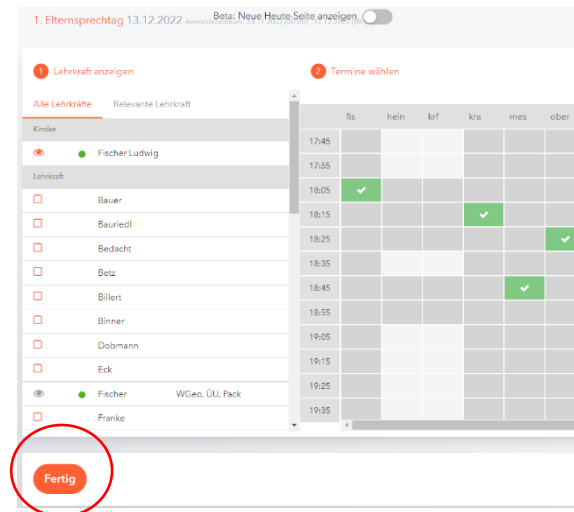 1. Elternsprechtag 13.12.2022
Beta: Neue Heute-Seite anzeigen
1 Lehrkraft anzeigen
2 Termine wählen
Alle Lehrkräfte Relevante Lehrkraft
Kinder
Fischer Ludwig
Lehrkraft
Bauer
Bauriedl
Bedacht
Betz
Billert
Binner
Dobmann
Eck
Fischer WGeo, ÜU, Pack
Franke
fis hein krf kra mes ober
17:45
17:55
18:05
18:15
18:25
18:35
18:45
18:55
19:05
19:15
19:25
19:35
Fertig